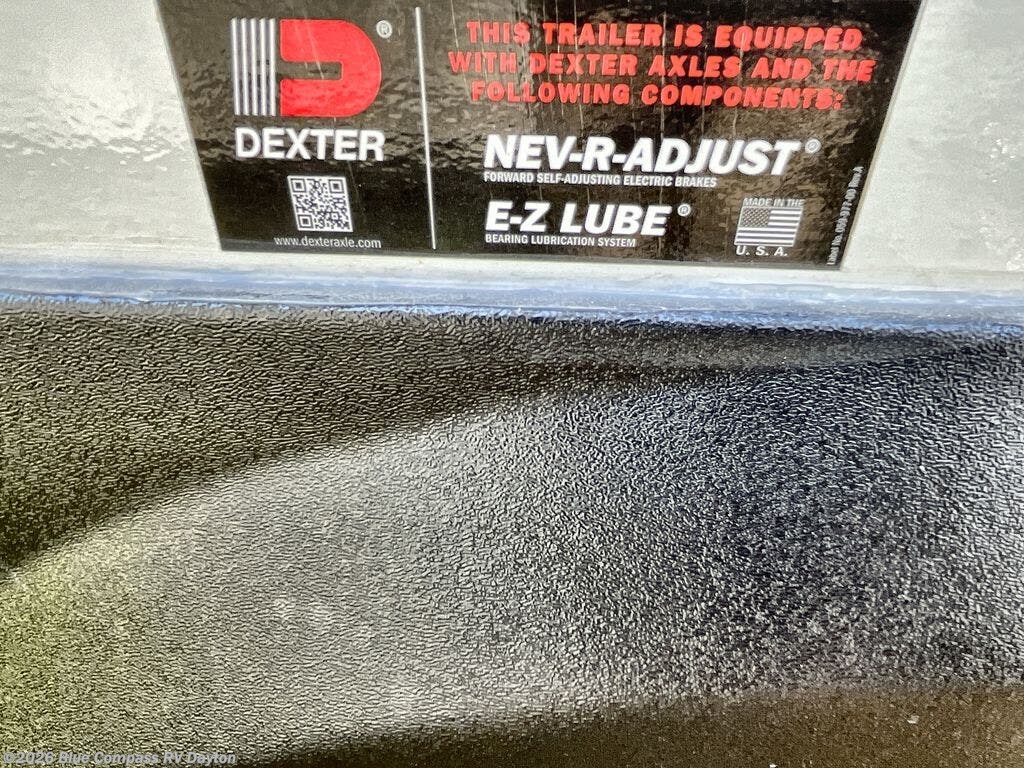 ®
DEXTER
www.dexteraxle.com
THIS TRAILER IS EQUIPPED
WITH DEXTER AXLES AND THE
FOLLOWING COMPONENTS:
NEV-R-ADJUST®
FORWARD SELF-ADJUSTING ELECTRIC BRAKES
E-Z LUBE®
BEARING LUBRICATION SYSTEM
MADE IN THE
U. S. A.
©2026 Blue Compass RV Dayton